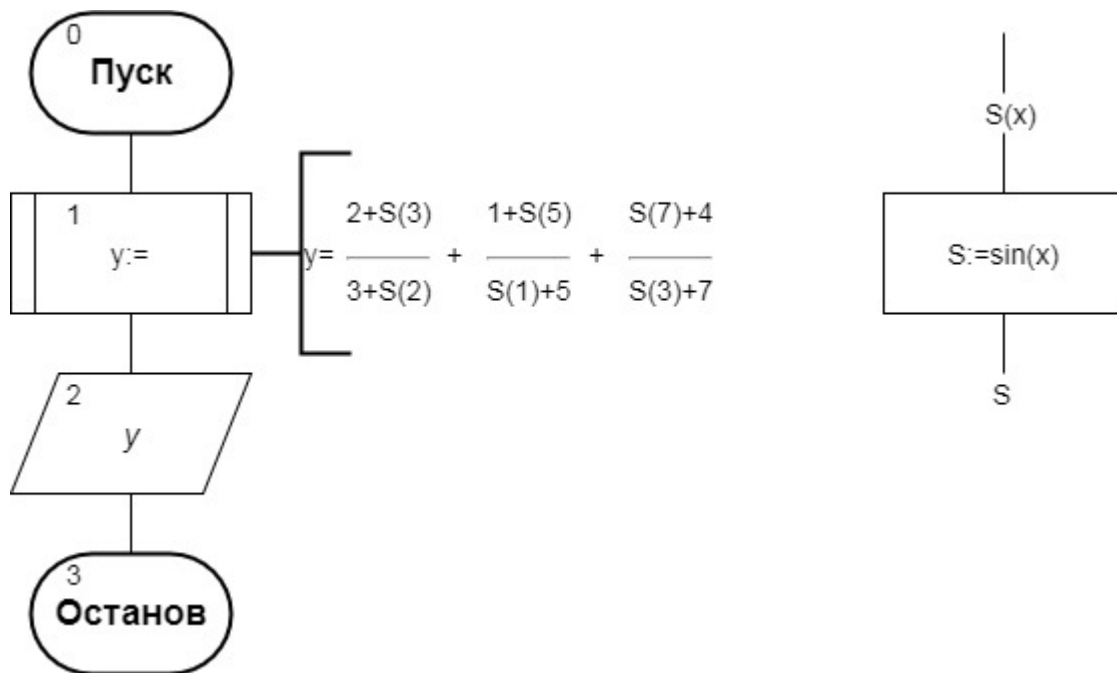 0
Пуск
1
y:=
y= 2+S(3) + 1+S(5) + S(7)+4
3+S(2) S(1)+5 S(3)+7
2
y
3
Останов
S(x)
S:=sin(x)
S